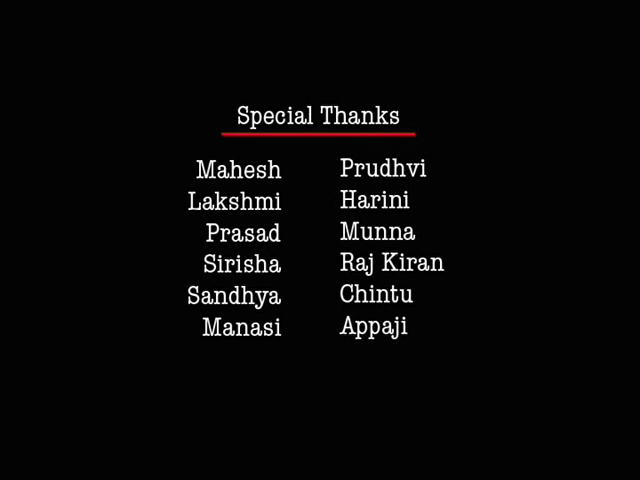 Special Thanks
Mahesh Prudhvi
Lakshmi Harini
Prasad Munna
Sirisha Raj Kiran
Sandhya Chintu
Manasi Appaji